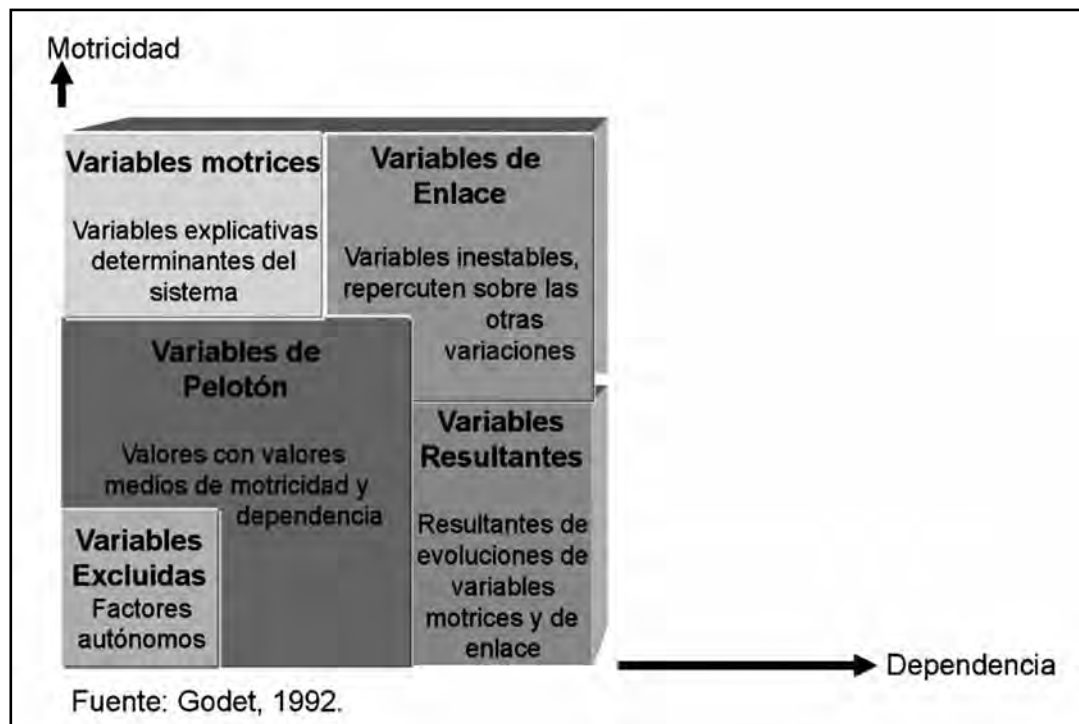 Motricidad
Variables motrices
Variables explicativas
determinantes del
sistema
Variables de
Enlace
Variables inestables,
repercuten sobre las
otras
variaciones
Variables de
Pelotón
Valores con valores
medios de motricidad y
dependencia
Variables
Resultantes
Resultantes de
evoluciones de
variables
motrices y de
enlace
Variables
Excluidas
Factores
autónomos
Dependencia
Fuente: Godet, 1992.